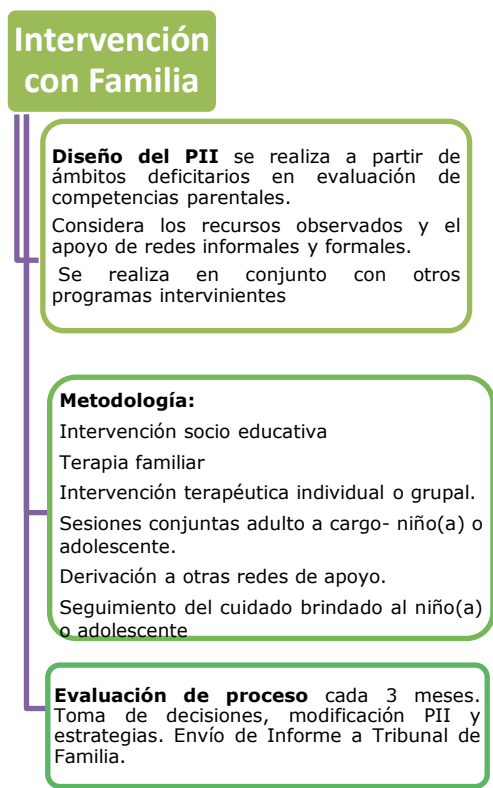 Intervención
con Familia
Diseño del PII se realiza a partir de
ámbitos deficitarios en evaluación de
competencias parentales.
Considera los recursos observados y el
apoyo de redes informales y formales.
Se realiza en conjunto con otros
programas intervinientes
Metodología:
Intervención socio educativa
Terapia familiar
Intervención terapéutica individual o grupal.
Sesiones conjuntas adulto a cargo- niño(a) o
adolescente.
Derivación a otras redes de apoyo.
Seguimiento del cuidado brindado al niño(a)
o adolescente
Evaluación de proceso cada 3 meses.
Toma de decisiones, modificación PII y
estrategias. Envío de Informe a Tribunal de
Familia.